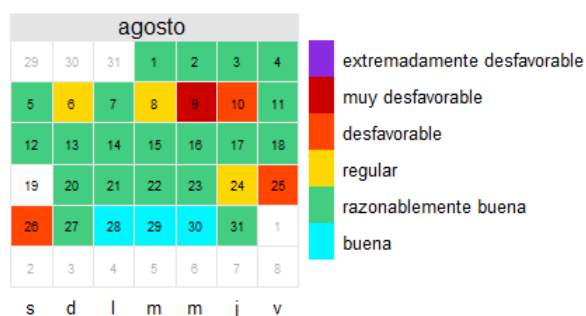 agosto
29 30 31 1 2 3 4
5 6 7 8 9 10 11
12 13 14 15 16 17 18
19 20 21 22 23 24 25
26 27 28 29 30 31 1
2 3 4 5 6 7 8
s d l m m j v
extremadamente desfavorable
muy desfavorable
desfavorable
regular
razonablemente buena
buena